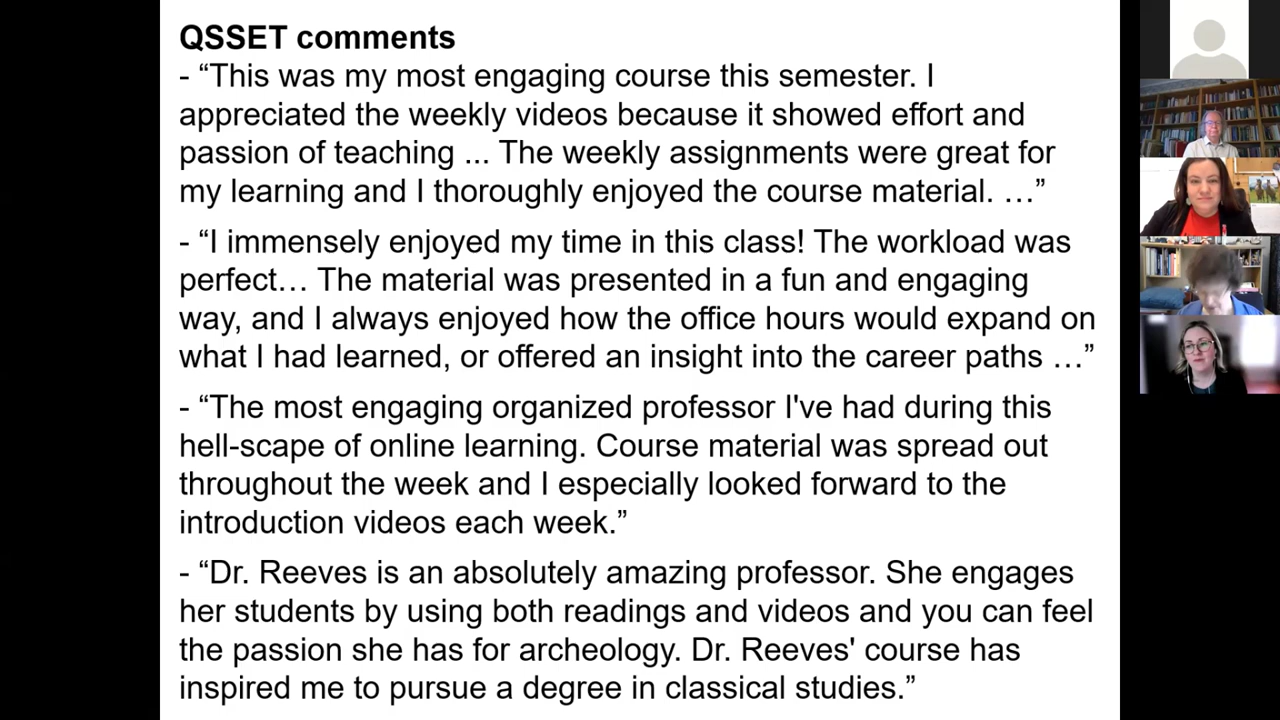 QSSET comments
- “This was my most engaging course this semester. I
appreciated the weekly videos because it showed effort and
passion of teaching ... The weekly assignments were great for
my learning and I thoroughly enjoyed the course material. …”
- “I immensely enjoyed my time in this class! The workload was
perfect… The material was presented in a fun and engaging
way, and I always enjoyed how the office hours would expand on
what I had learned, or offered an insight into the career paths …”
- “The most engaging organized professor I've had during this
hell-scape of online learning. Course material was spread out
throughout the week and I especially looked forward to the
introduction videos each week.”
- “Dr. Reeves is an absolutely amazing professor. She engages
her students by using both readings and videos and you can feel
the passion she has for archeology. Dr. Reeves' course has
inspired me to pursue a degree in classical studies.”